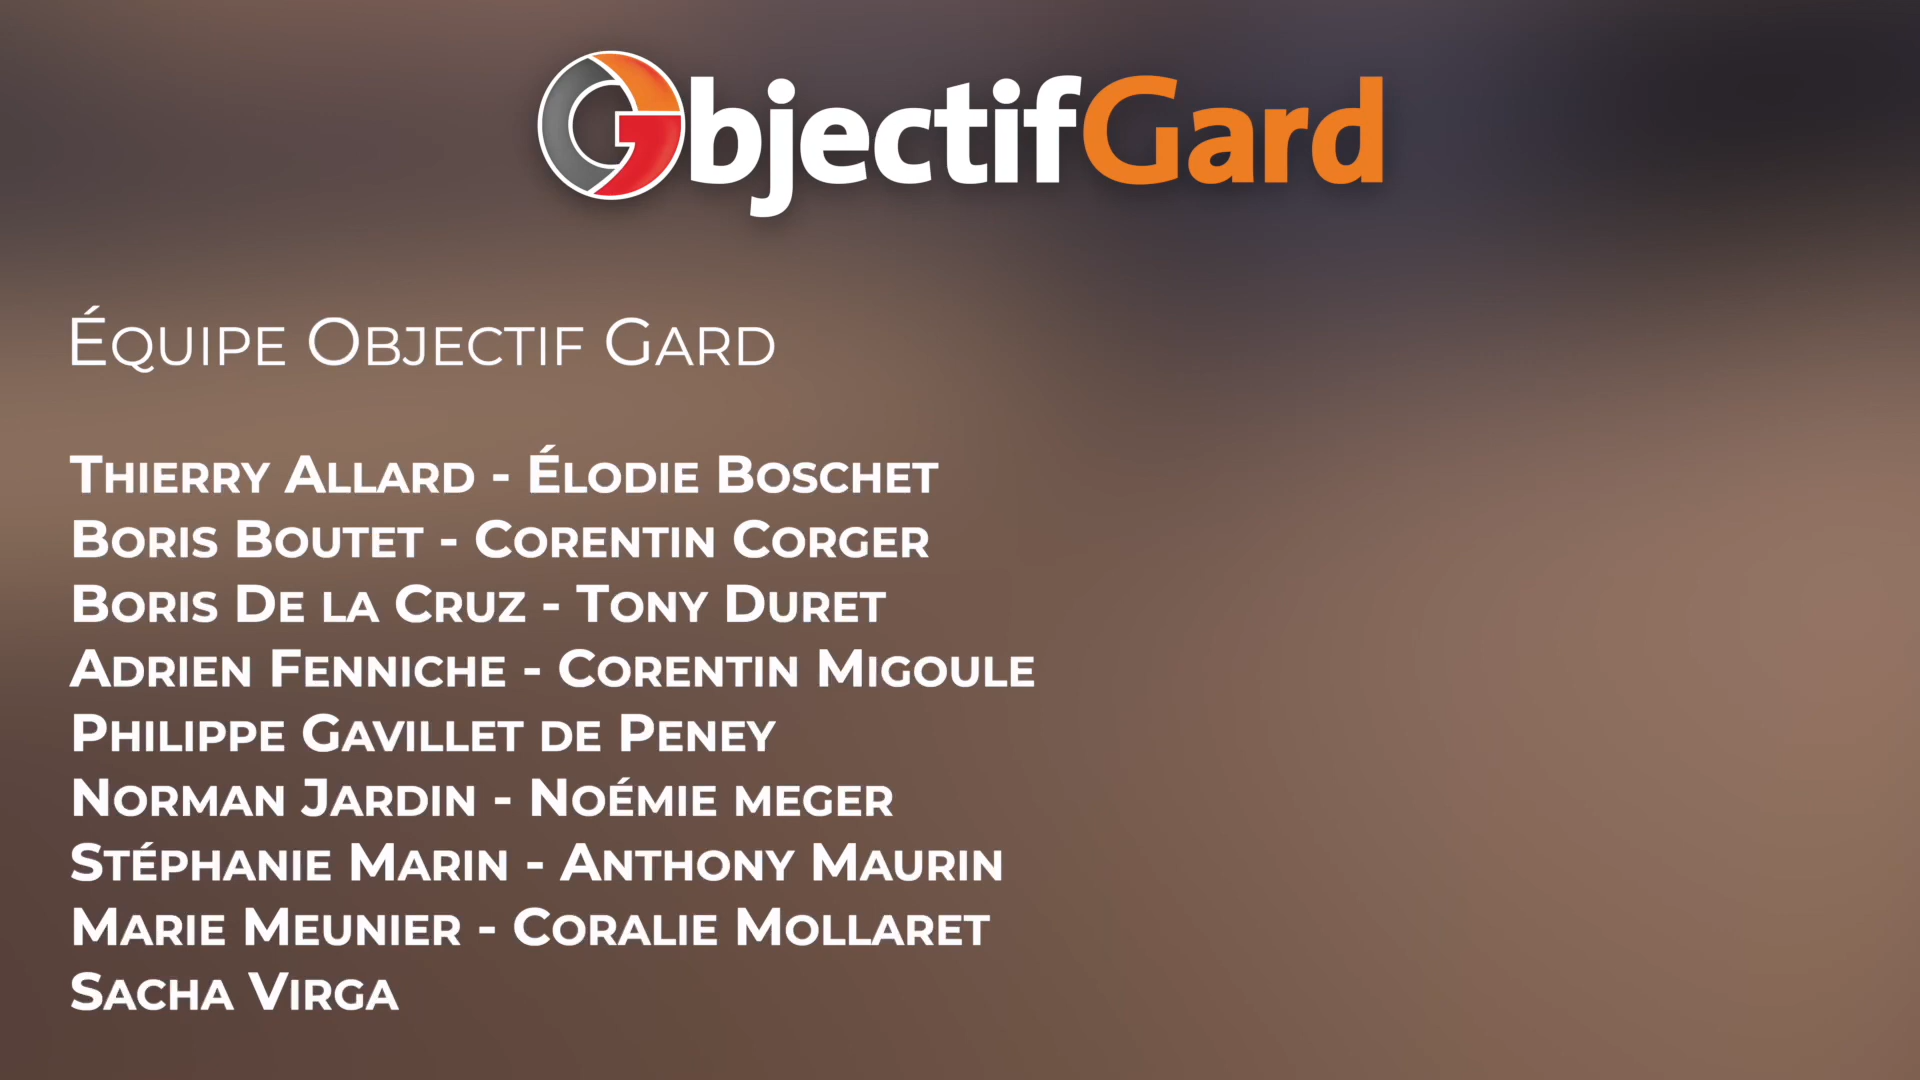 ObjectifGard
Équipe Objectif Gard
Thierry Allard - Élodie Boschet
Boris Boutet - Corentin Corger
Boris De la Cruz - Tony Duret
Adrien Fenniche - Corentin Migoule
Philippe Gavillet de Peney
Norman Jardin - Noémie meger
Stéphanie Marin - Anthony Maurin
Marie Meunier - Coralie Mollaret
Sacha Virga